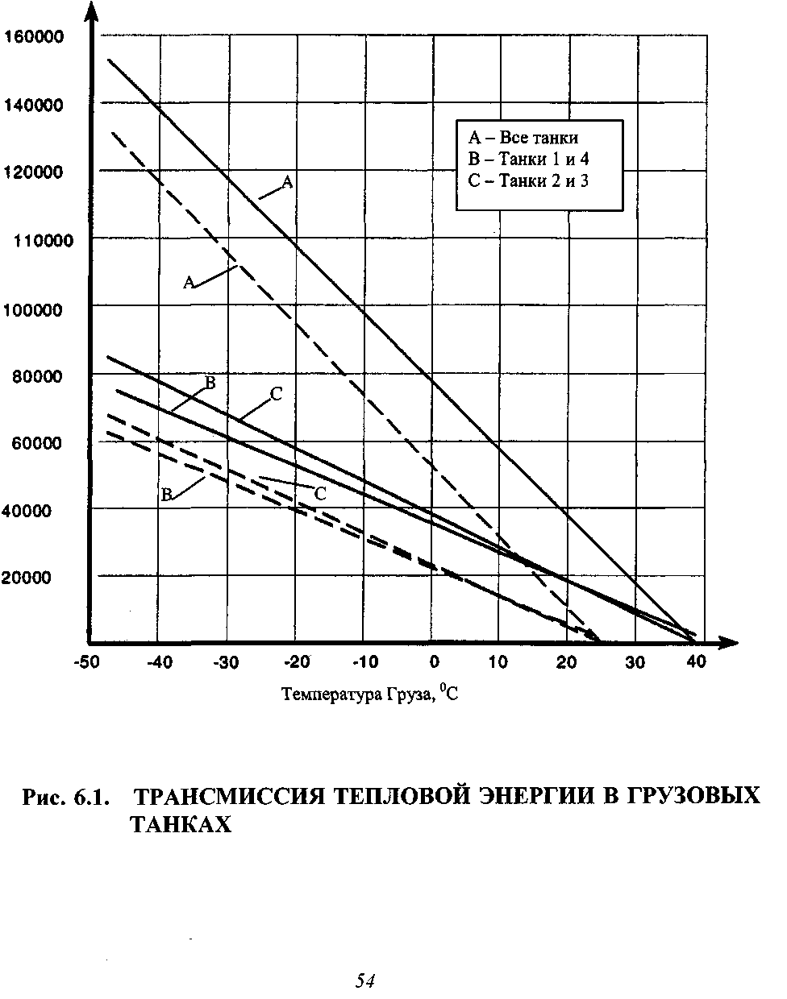 160000
140000
120000
110000
100000
80000
60000
40000
20000
А – Все танки
В – Танки 1 и 4
С – Танки 2 и 3
А
А
В
С
В
С
-50 -40 -30 -20 -10 0 10 20 30 40
Температура Груза, ⁰С
Рис. 6.1. ТРАНСМИССИЯ ТЕПЛОВОЙ ЭНЕРГИИ В ГРУЗОВЫХ
ТАНКАХ
54